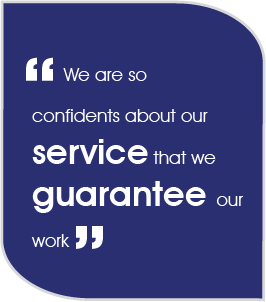 “ We are so
confidents about our
service that we
guarantee our
work ”